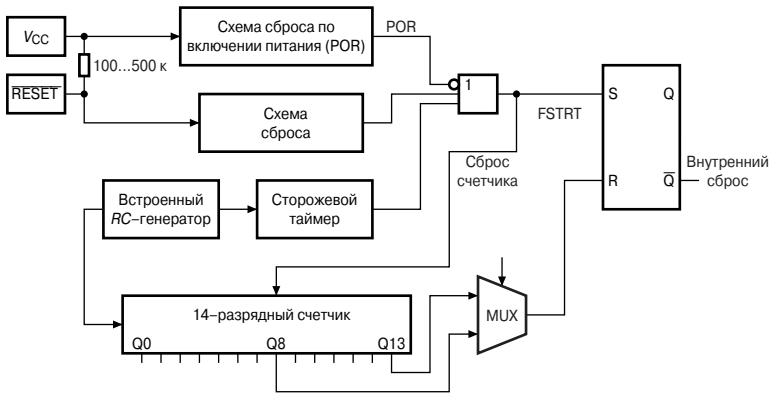 VCC
Схема сброса по
включении питания (POR)
POR
100...500 к
RESET
1
S
Q
Схема
сброса
FSTRT
Сброс
счетчика
R
Q
Внутренний
сброс
Встроенный
RC–генератор
Сторожевой
таймер
14–разрядный счетчик
Q0
Q8
Q13
MUX